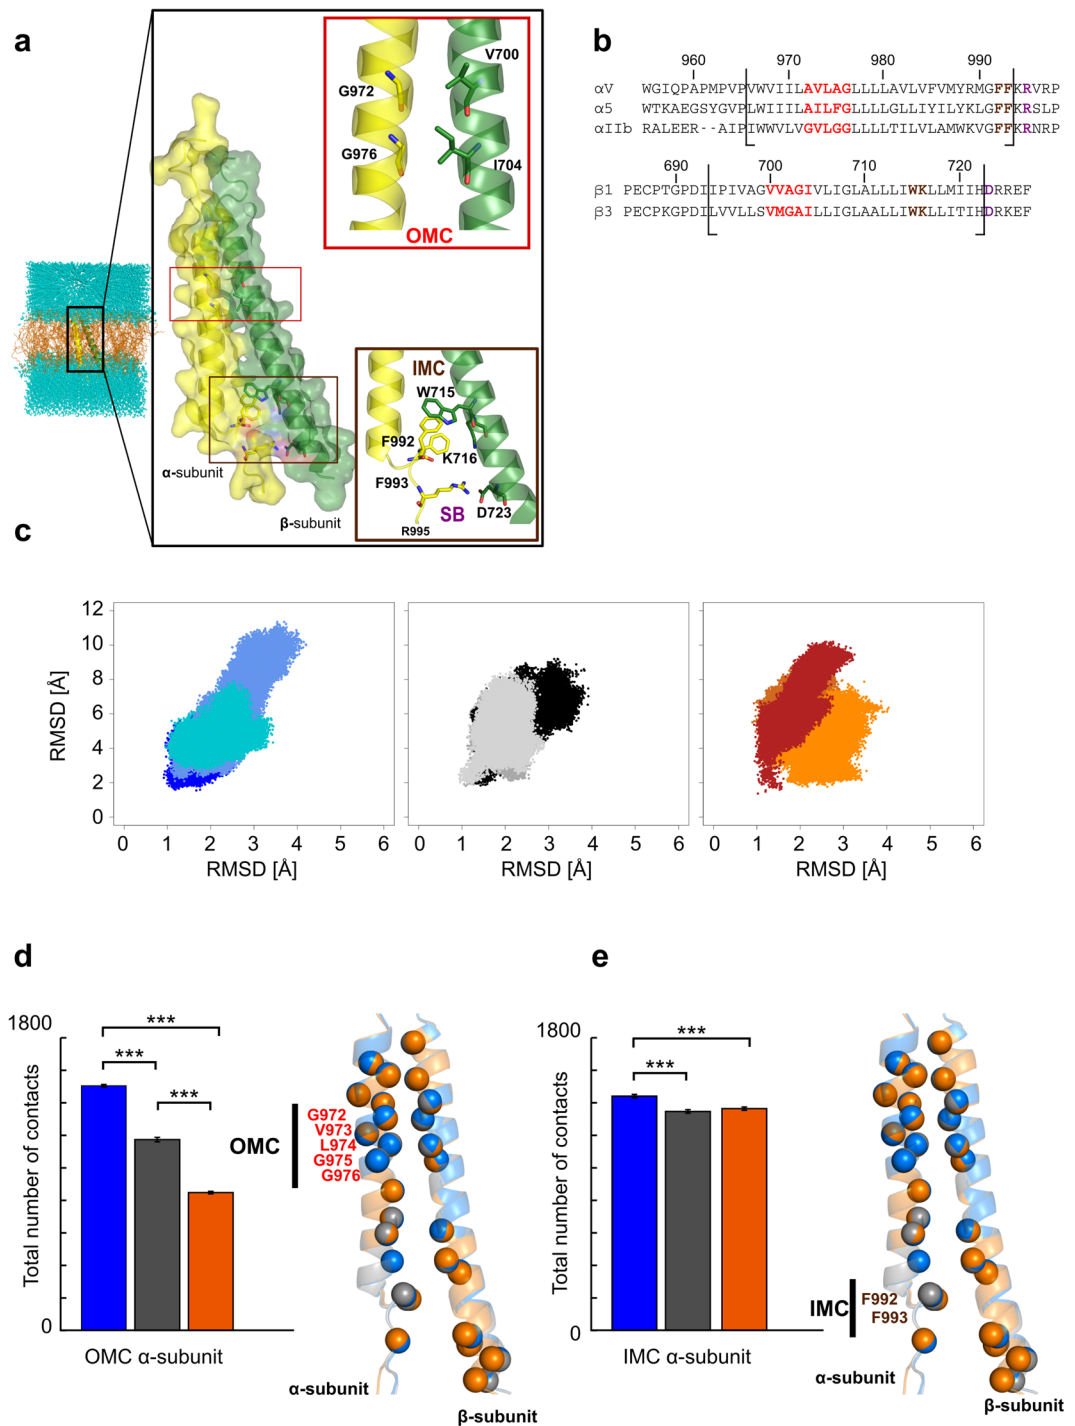 a
V700
G972
G976
I704
OMC
IMC
W715
F992
K716
F993
SB
D723
R995
α-subunit
β-subunit
b
960 970 980 990
αV WGIQPAPMPVPVWVIILAVLAGLLLLAVLVFVMYRMGFFKRVRP
α5 WTKAEGSYGVPLWIIILAILFGLLLLGLLIYILYKLGFFKRSLP
αIIb RALEER--AIPIWWVLVGVLGGLLLLTILVLAMWKVGFFKRNRP
690 700 710 720
β1 PECPTGPDIIPIVAGVVAGIVLIGLALLLIWKLLMIIHDRREF
β3 PECPKGPDILVVLLSVMGAILLIGLAALLIWKLLITIHDRKEF
c
RMSD [Å]
12
10
8
6
4
2
0
0 1 2 3 4 5 6
0 1 2 3 4 5 6
0 1 2 3 4 5 6
RMSD [Å]
RMSD [Å]
RMSD [Å]
d
1800
***
***
***
Total number of contacts
0
OMC α-subunit
OMC
G972
V973
L974
G975
G976
α-subunit
β-subunit
e
1800
***
***
Total number of contacts
0
IMC α-subunit
IMC
F992
F993
α-subunit
β-subunit